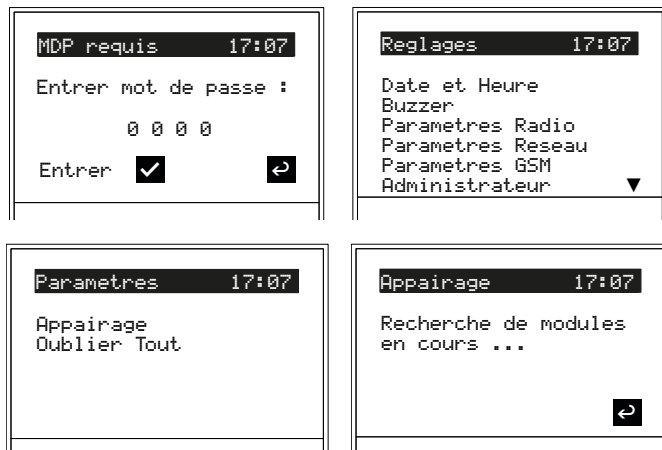 MDP requis 17:07
Entrer mot de passe :
0 0 0 0
Entrer
Reglages 17:07
Date et Heure
Buzzer
Parametres Radio
Parametres Reseau
Parametres GSM
Administrateur ▼
Parametres 17:07
Appairage
Oublier Tout
Appairage 17:07
Recherche de modules
en cours ...